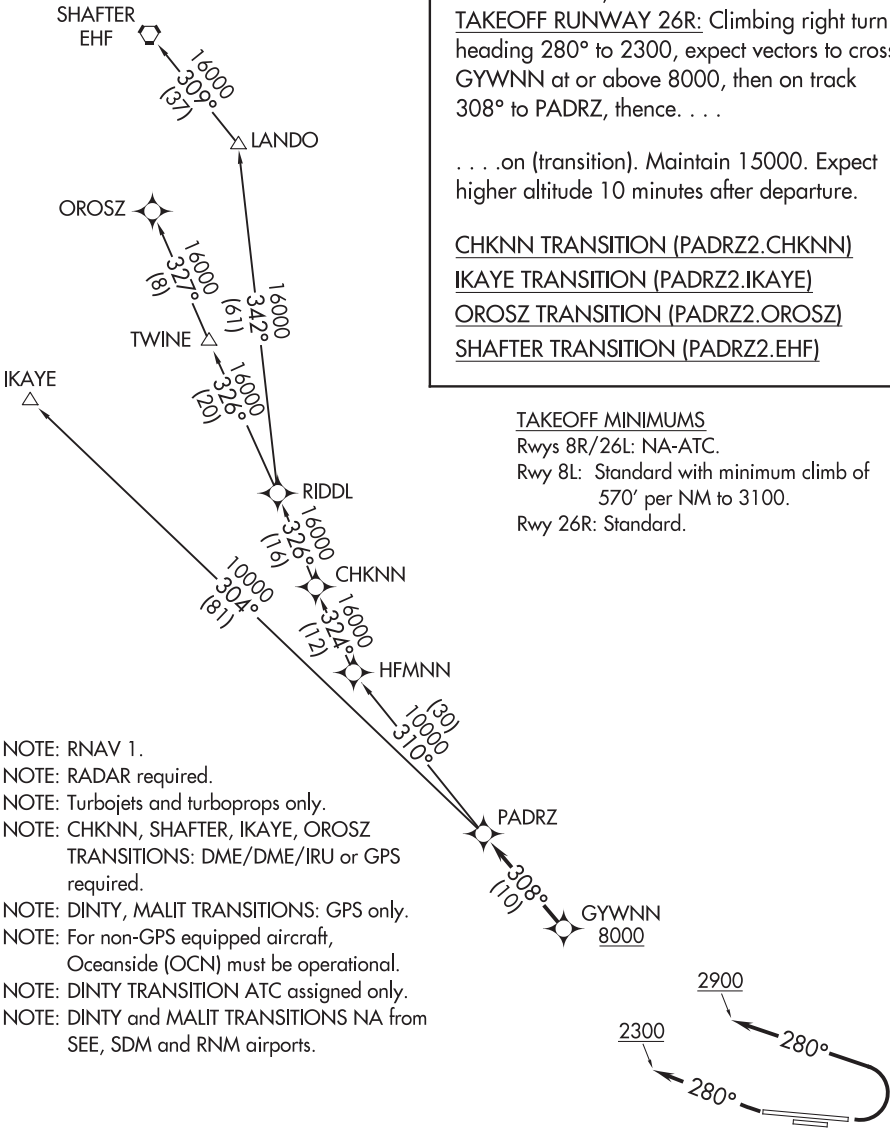 TAKEOFF RUNWAY 26R: Climbing right turn
heading 280° to 2300, expect vectors to cross
GYWNN at or above 8000, then on track
308° to PADRZ, thence. . . .
. . . .on (transition). Maintain 15000. Expect
higher altitude 10 minutes after departure.
CHKNN TRANSITION (PADRZ2.CHKNN)
IKAYE TRANSITION (PADRZ2.IKAYE)
OROSZ TRANSITION (PADRZ2.OROSZ)
SHAFTER TRANSITION (PADRZ2.EHF)
TAKEOFF MINIMUMS
Rwys 8R/26L: NA-ATC.
Rwy 8L: Standard with minimum climb of
570' per NM to 3100.
Rwy 26R: Standard.
SHAFTER
EHF
16000
309°
(37)
LANDO
OROSZ
16000
327°
(8)
16000
342°
(61)
TWINE
16000
326°
(20)
IKAYE
RIDDL
16000
326°
(16)
CHKNN
10000
304°
(81)
16000
324°
(12)
HFMNN
(30)
10000
310°
PADRZ
308°
(10)
GYWNN
8000
NOTE: RNAV 1.
NOTE: RADAR required.
NOTE: Turbojets and turboprops only.
NOTE: CHKNN, SHAFTER, IKAYE, OROSZ
TRANSITIONS: DME/DME/IRU or GPS
required.
NOTE: DINTY, MALIT TRANSITIONS: GPS only.
NOTE: For non-GPS equipped aircraft,
Oceanside (OCN) must be operational.
NOTE: DINTY TRANSITION ATC assigned only.
NOTE: DINTY and MALIT TRANSITIONS NA from
SEE, SDM and RNM airports.
2900
280°
2300
280°